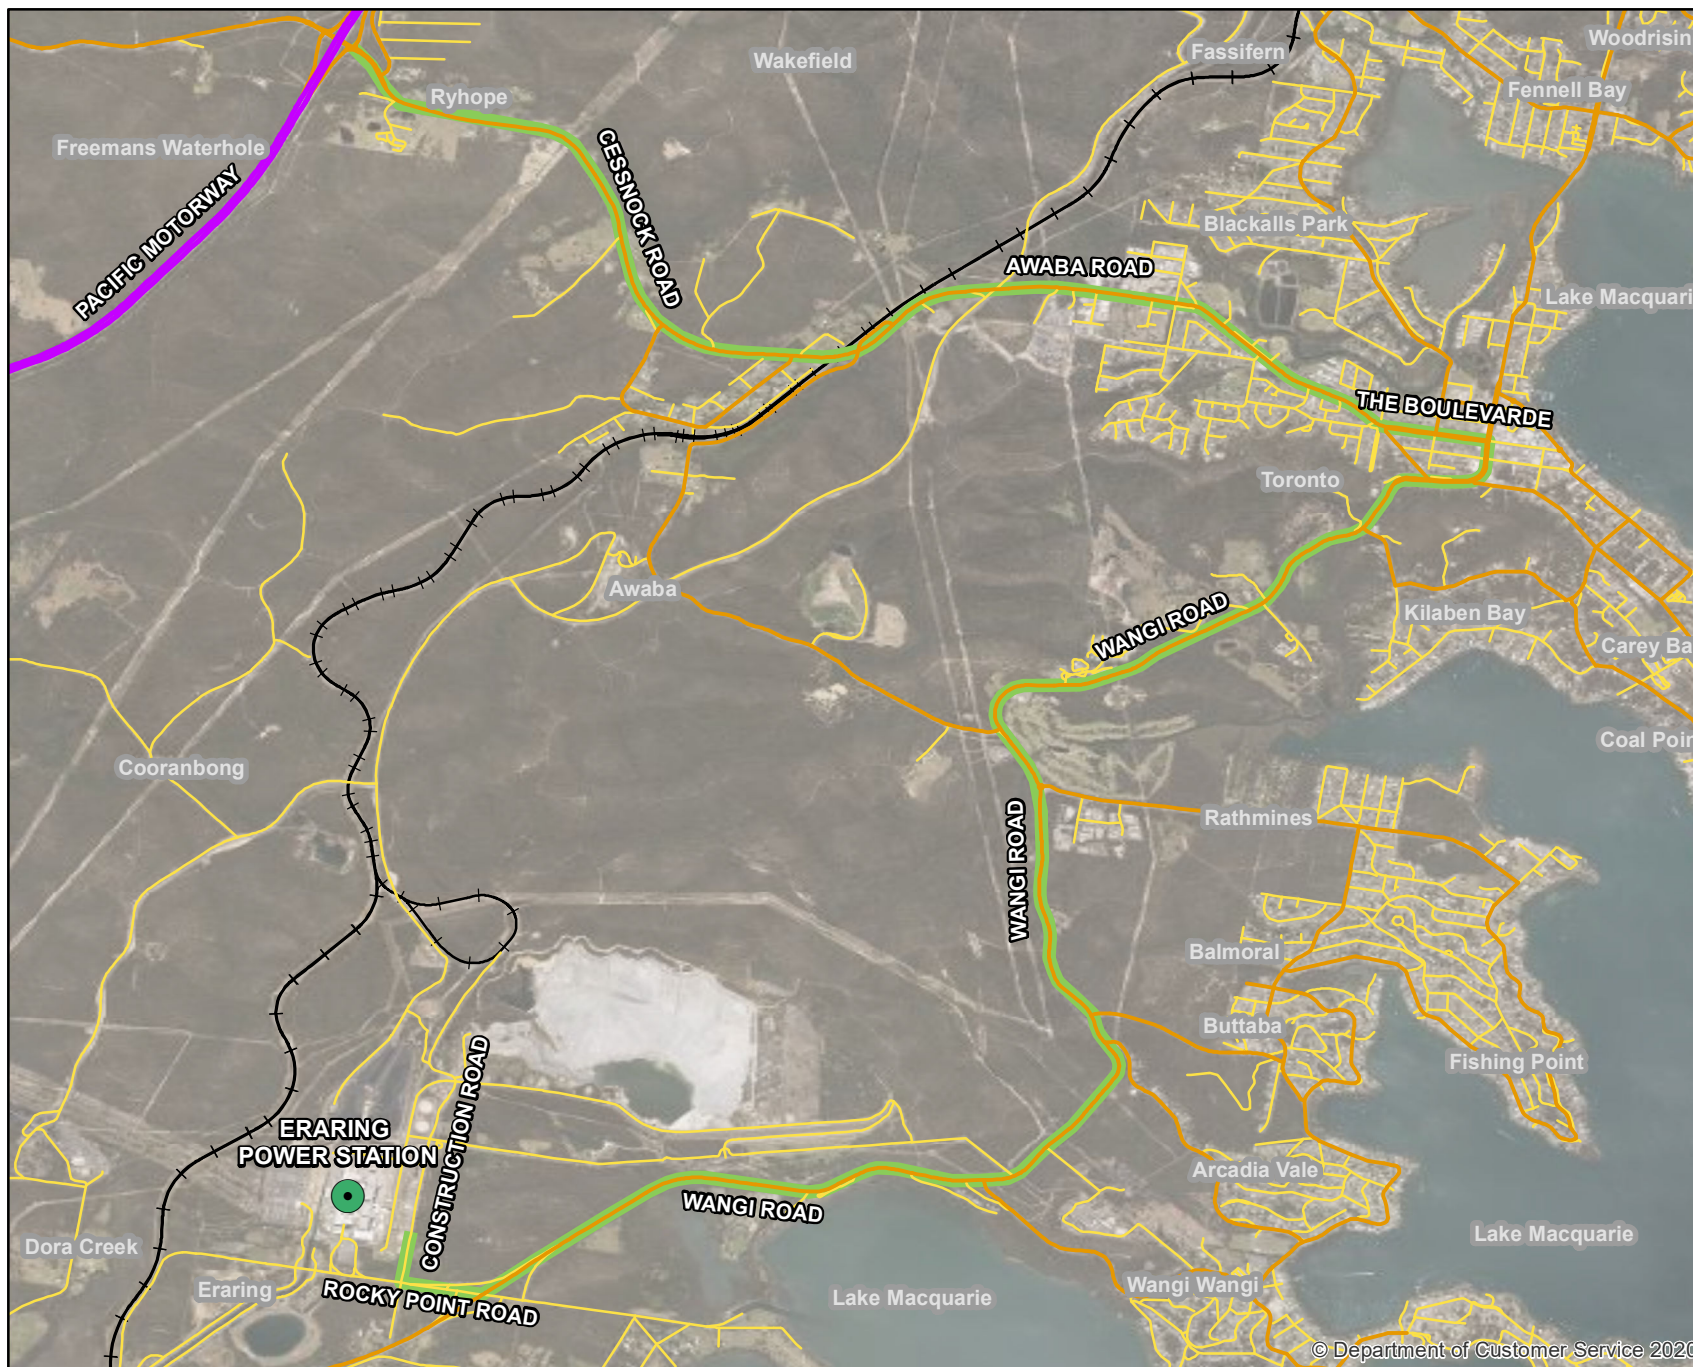 Woodrisin
Fassifern
Wakefield
Fennell Bay
Ryhope
Freemans Waterhole
CESSNOCK ROAD
PACIFIC MOTORWAY
Blackalls Park
AWABA ROAD
Lake Macquari
THE BOULEVARDE
Toronto
Awaba
WANGI ROAD
Kilaben Bay
Carey Ba
Coal Poin
Cooranbong
Rathmines
WANGI ROAD
Balmoral
Buttaba
Fishing Point
CONSTRUCTION ROAD
ERARING
POWER STATION
Arcadia Vale
WANGI ROAD
Lake Macquarie
Dora Creek
Eraring
ROCKY POINT ROAD
Lake Macquarie
Wangi Wangi
© Department of Customer Service 2020